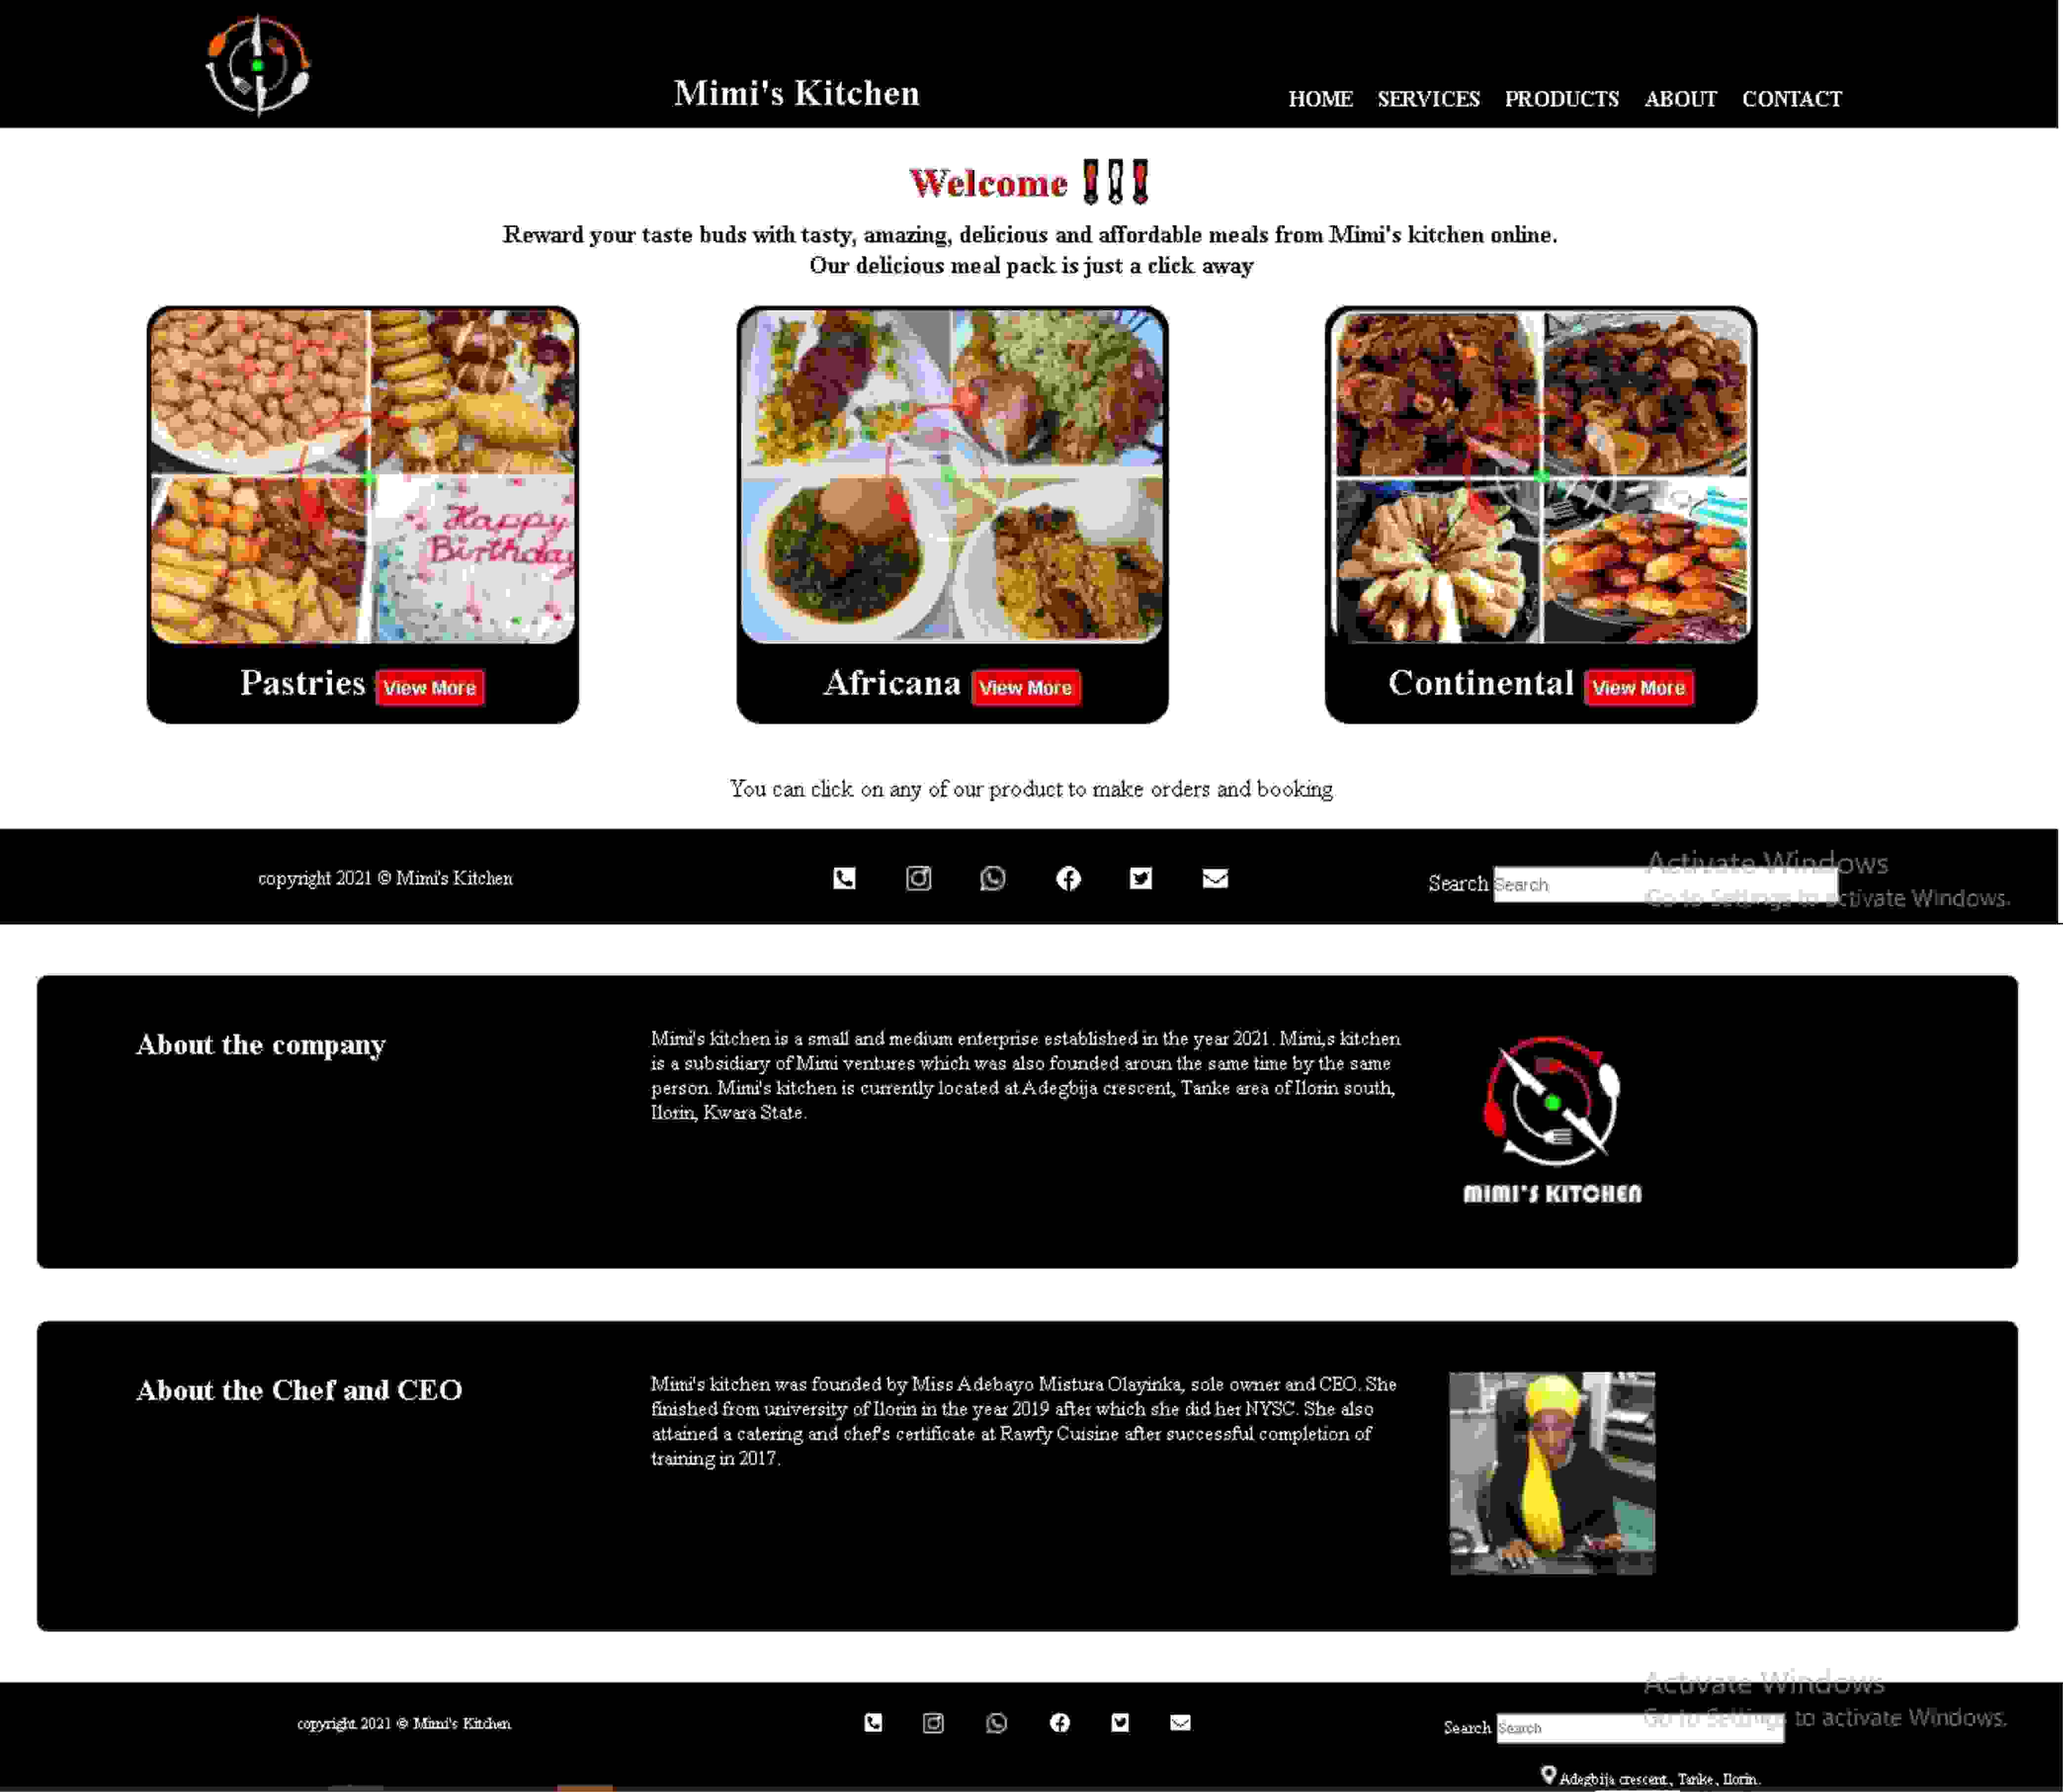 Mimi's Kitchen
HOME SERVICES PRODUCTS ABOUT CONTACT
Welcome !!!
Reward your taste buds with tasty, amazing, delicious and affordable meals from Mimi's kitchen online.
Our delicious meal pack is just a click away
Happy
Birthday
Pastries View More
Africana View More
Continental View More
You can click on any of our product to make orders and booking
copyright 2021 © Mimi's Kitchen
Search Search
Activate Windows
Go to Settings to activate Windows.
About the company
Mimi's kitchen is a small and medium enterprise established in the year 2021. Mimi,s kitchen
is a subsidiary of Mimi ventures which was also founded aroun the same time by the same
person. Mimi's kitchen is currently located at Adegbija crescent, Tanke area of Ilorin south,
Ilorin, Kwara State.
MIMI'S KITCHEN
About the Chef and CEO
Mimi's kitchen was founded by Miss Adebayo Mistura Olayinka, sole owner and CEO. She
finished from university of Ilorin in the year 2019 after which she did her NYSC. She also
attained a catering and chef's certificate at Rawfy Cuisine after successful completion of
training in 2017.
copyright 2021 © Mimi's Kitchen
Search Search
Activate Windows
Go to Settings to activate Windows.
Adegbija crescent, Tanke, Ilorin.